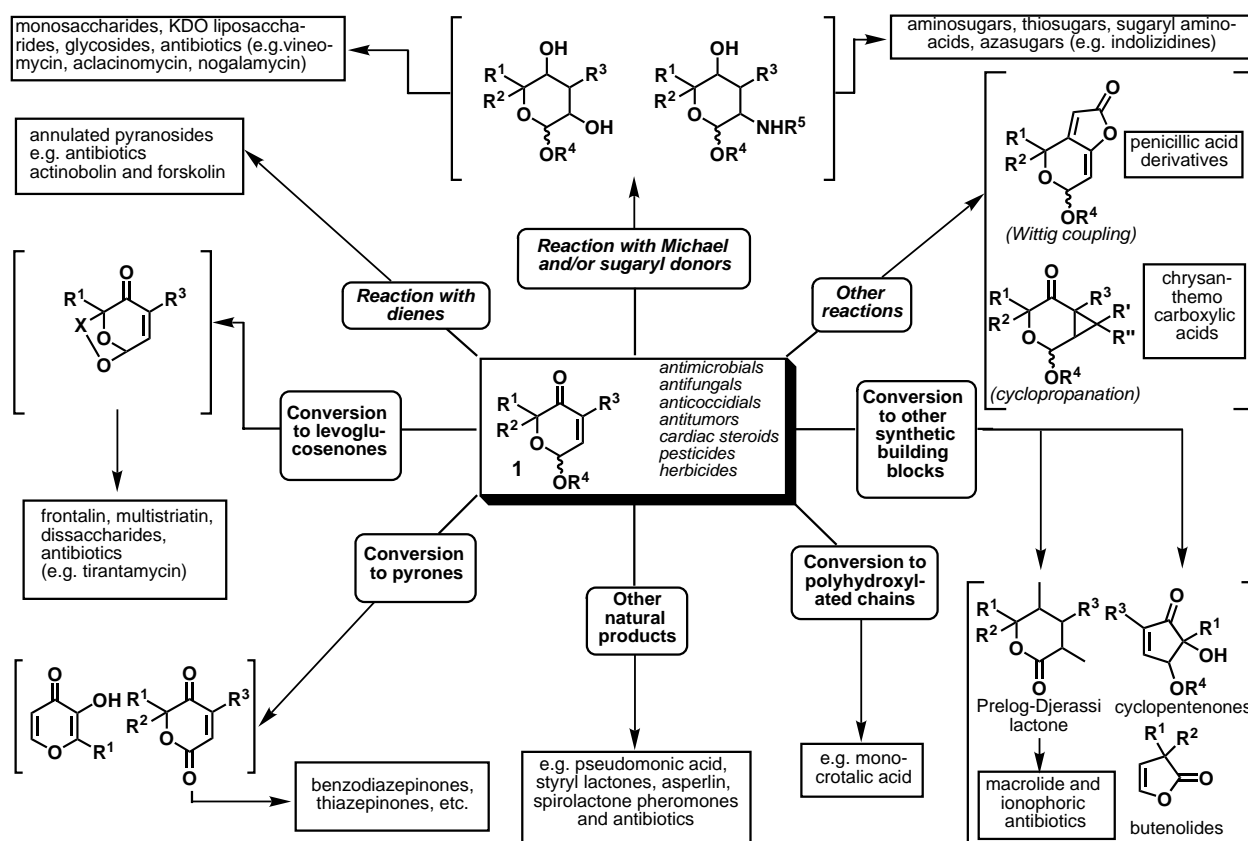 monosaccharides, KDO liposaccha-
rides, glycosides, antibiotics (e.g.vineo-
mycin, aclacinomycin, nogalamycin)
OH
R¹
R³
R²
O
OH
OR⁴
OH
R¹
R³
R²
O
NHR⁵
OR⁴
aminosugars, thiosugars, sugaryl amino-
acids, azasugars (e.g. indolizidines)
annulated pyranosides
e.g. antibiotics
actinobolin and forskolin
O
O
R¹
R²
O
OR⁴
(Wittig coupling)
penicillic acid
derivatives
O
R¹
R³
R'
R²
R"
O
OR⁴
(cyclopropanation)
chrysan-
themo
carboxylic
acids
Reaction with
dienes
Reaction with Michael
and/or sugaryl donors
Other
reactions
O
R¹
R³
X
O
O
Conversion
to levoglu-
cosenones
O
R¹
R³
R²
O
1
OR⁴
antimicrobials
antifungals
anticoccidials
antitumors
cardiac steroids
pesticides
herbicides
Conversion
to other
synthetic
building
blocks
frontalin, multistriatin,
dissaccharides,
antibiotics
(e.g. tirantamycin)
Conversion
to pyrones
Other
natural
products
Conversion to
polyhydroxyl-
ated chains
O
OH
O
R¹
O
R¹
R³
R²
O
O
benzodiazepinones,
thiazepinones, etc.
e.g. pseudomonic acid,
styryl lactones, asperlin,
spirolactone pheromones
and antibiotics
e.g. mono-
crotalic acid
R¹
R³
R²
O
O
Prelog-Djerassi
lactone
macrolide and
ionophoric
antibiotics
O
R³
R¹
OH
OR⁴
cyclopentenones
R¹
R²
O
O
butenolides